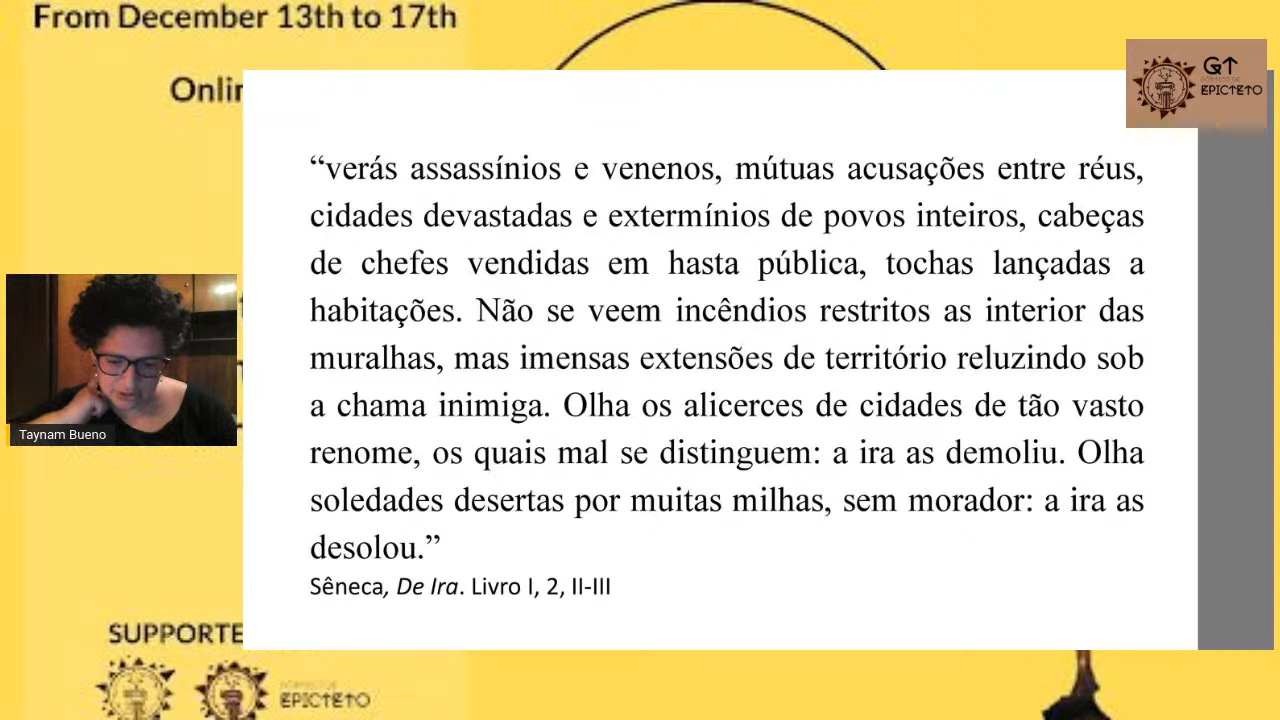 From December 13th to 17th
Onlin
GT
EPICTETO
“verás assassínios e venenos, mútuas acusações entre réus,
cidades devastadas e extermínios de povos inteiros, cabeças
de chefes vendidas em hasta pública, tochas lançadas a
habitações. Não se veem incêndios restritos as interior das
muralhas, mas imensas extensões de território reluzindo sob
a chama inimiga. Olha os alicerces de cidades de tão vasto
renome, os quais mal se distinguem: a ira as demoliu. Olha
soledades desertas por muitas milhas, sem morador: a ira as
desolou.”
Sêneca, De Ira. Livro I, 2, II-III
Taynam Bueno
SUPPORTE
EPICTETO